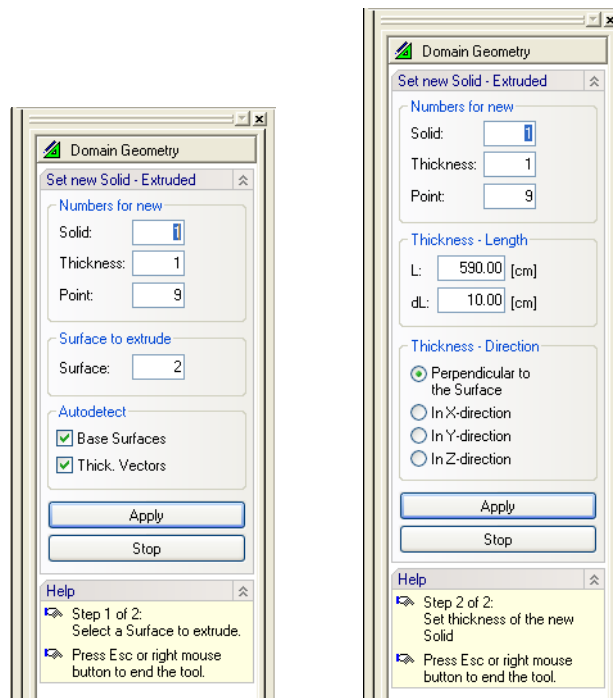 Domain Geometry
Set new Solid - Extruded
Numbers for new
Solid: 1
Thickness: 1
Point: 9
Surface to extrude
Surface: 2
Autodetect
Base Surfaces
Thick. Vectors
Apply
Stop
Help
Step 1 of 2:
Select a Surface to extrude.
Press Esc or right mouse
button to end the tool.
Domain Geometry
Set new Solid - Extruded
Numbers for new
Solid: 1
Thickness: 1
Point: 9
Thickness - Length
L: 590.00 [cm]
dL: 10.00 [cm]
Thickness - Direction
Perpendicular to
the Surface
In X-direction
In Y-direction
In Z-direction
Apply
Stop
Help
Step 2 of 2:
Set thickness of the new
Solid
Press Esc or right mouse
button to end the tool.